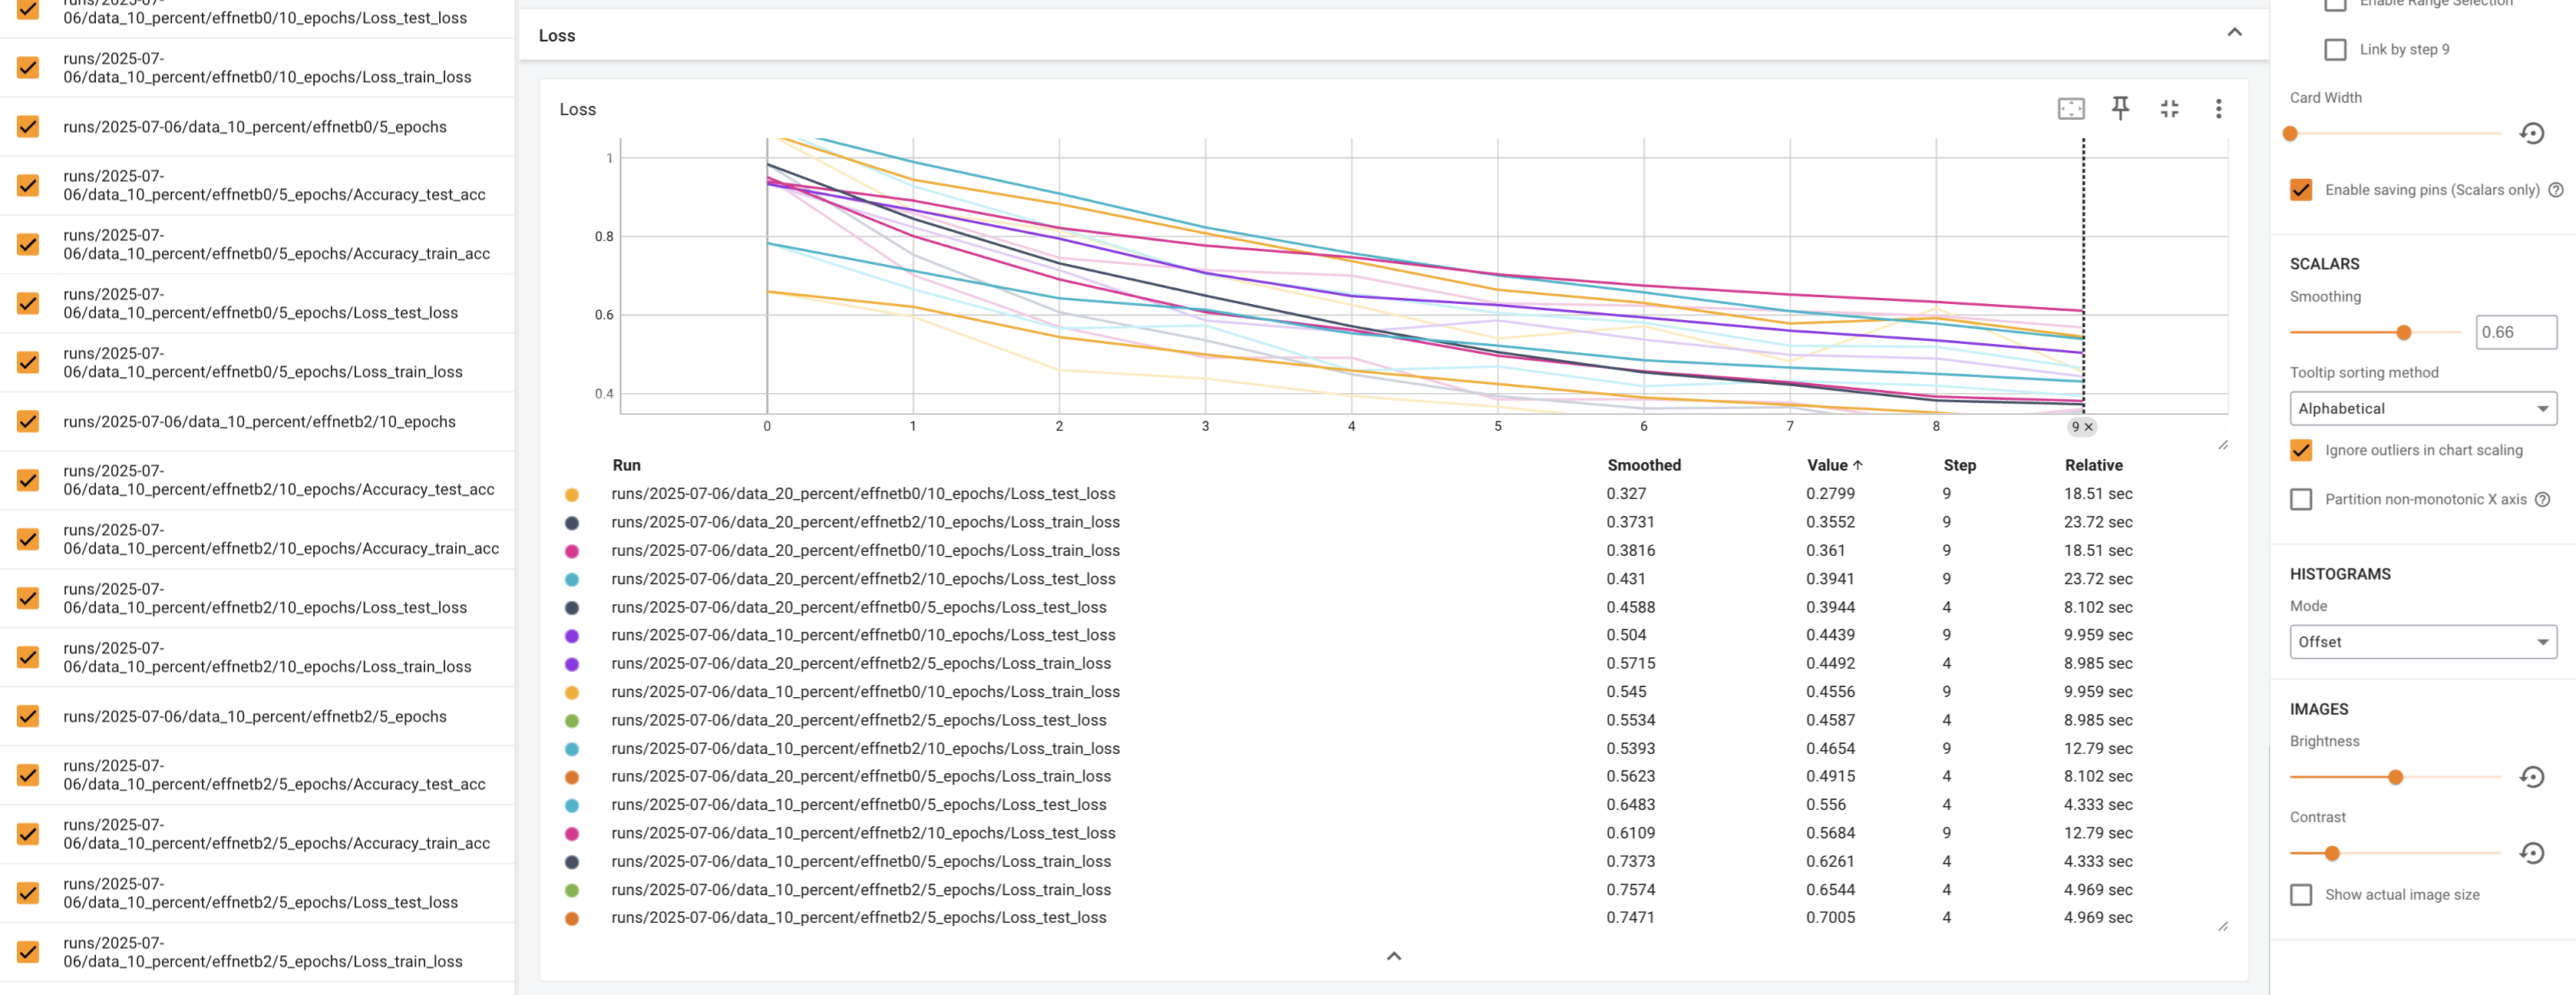 runs/2025-07-
06/data_10_percent/effnetb0/10_epochs/Loss_test_loss
runs/2025-07-
06/data_10_percent/effnetb0/10_epochs/Loss_train_loss
runs/2025-07-06/data_10_percent/effnetb0/5_epochs
runs/2025-07-
06/data_10_percent/effnetb0/5_epochs/Accuracy_test_acc
runs/2025-07-
06/data_10_percent/effnetb0/5_epochs/Accuracy_train_acc
runs/2025-07-
06/data_10_percent/effnetb0/5_epochs/Loss_test_loss
runs/2025-07-
06/data_10_percent/effnetb0/5_epochs/Loss_train_loss
runs/2025-07-06/data_10_percent/effnetb2/10_epochs
runs/2025-07-
06/data_10_percent/effnetb2/10_epochs/Accuracy_test_acc
runs/2025-07-
06/data_10_percent/effnetb2/10_epochs/Accuracy_train_acc
runs/2025-07-
06/data_10_percent/effnetb2/10_epochs/Loss_test_loss
runs/2025-07-
06/data_10_percent/effnetb2/10_epochs/Loss_train_loss
runs/2025-07-06/data_10_percent/effnetb2/5_epochs
runs/2025-07-
06/data_10_percent/effnetb2/5_epochs/Accuracy_test_acc
runs/2025-07-
06/data_10_percent/effnetb2/5_epochs/Accuracy_train_acc
runs/2025-07-
06/data_10_percent/effnetb2/5_epochs/Loss_test_loss
runs/2025-07-
06/data_10_percent/effnetb2/5_epochs/Loss_train_loss
Loss
Loss
1
0.8
0.6
0.4
0 1 2 3 4 5 6 7 8 9 ×
Run Smoothed Value ↑ Step Relative
runs/2025-07-06/data_20_percent/effnetb0/10_epochs/Loss_test_loss 0.327 0.2799 9 18.51 sec
runs/2025-07-06/data_20_percent/effnetb2/10_epochs/Loss_train_loss 0.3731 0.3552 9 23.72 sec
runs/2025-07-06/data_20_percent/effnetb0/10_epochs/Loss_train_loss 0.3816 0.361 9 18.51 sec
runs/2025-07-06/data_20_percent/effnetb2/10_epochs/Loss_test_loss 0.431 0.3941 9 23.72 sec
runs/2025-07-06/data_20_percent/effnetb0/5_epochs/Loss_test_loss 0.4588 0.3944 4 8.102 sec
runs/2025-07-06/data_10_percent/effnetb0/10_epochs/Loss_test_loss 0.504 0.4439 9 9.959 sec
runs/2025-07-06/data_20_percent/effnetb2/5_epochs/Loss_train_loss 0.5715 0.4492 4 8.985 sec
runs/2025-07-06/data_10_percent/effnetb0/10_epochs/Loss_train_loss 0.545 0.4556 9 9.959 sec
runs/2025-07-06/data_20_percent/effnetb2/5_epochs/Loss_test_loss 0.5534 0.4587 4 8.985 sec
runs/2025-07-06/data_10_percent/effnetb2/10_epochs/Loss_train_loss 0.5393 0.4654 9 12.79 sec
runs/2025-07-06/data_20_percent/effnetb0/5_epochs/Loss_train_loss 0.5623 0.4915 4 8.102 sec
runs/2025-07-06/data_10_percent/effnetb0/5_epochs/Loss_test_loss 0.6483 0.556 4 4.333 sec
runs/2025-07-06/data_10_percent/effnetb2/10_epochs/Loss_test_loss 0.6109 0.5684 9 12.79 sec
runs/2025-07-06/data_10_percent/effnetb0/5_epochs/Loss_train_loss 0.7373 0.6261 4 4.333 sec
runs/2025-07-06/data_10_percent/effnetb2/5_epochs/Loss_train_loss 0.7574 0.6544 4 4.969 sec
runs/2025-07-06/data_10_percent/effnetb2/5_epochs/Loss_test_loss 0.7471 0.7005 4 4.969 sec
Enable Range Selection
Link by step 9
Card Width
Enable saving pins (Scalars only)
SCALARS
Smoothing
0.66
Tooltip sorting method
Alphabetical
Ignore outliers in chart scaling
Partition non-monotonic X axis
HISTOGRAMS
Mode
Offset
IMAGES
Brightness
Contrast
Show actual image size